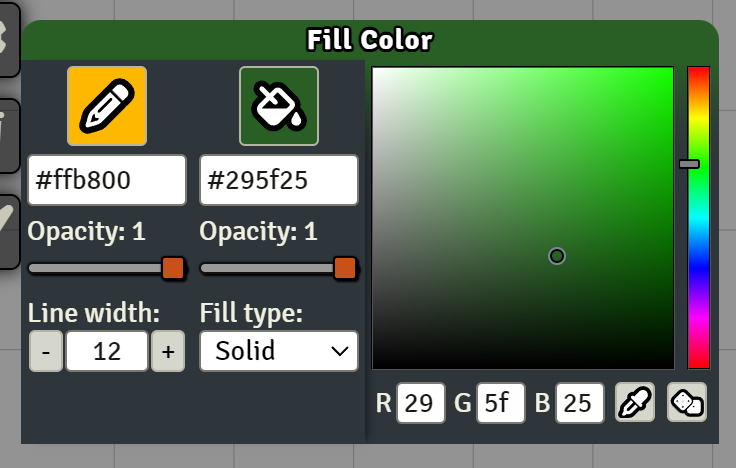 Fill Color
#ffb800 #295f25
Opacity: 1 Opacity: 1
Line width: Fill type:
- 12 + Solid
R 29 G 5f B 25